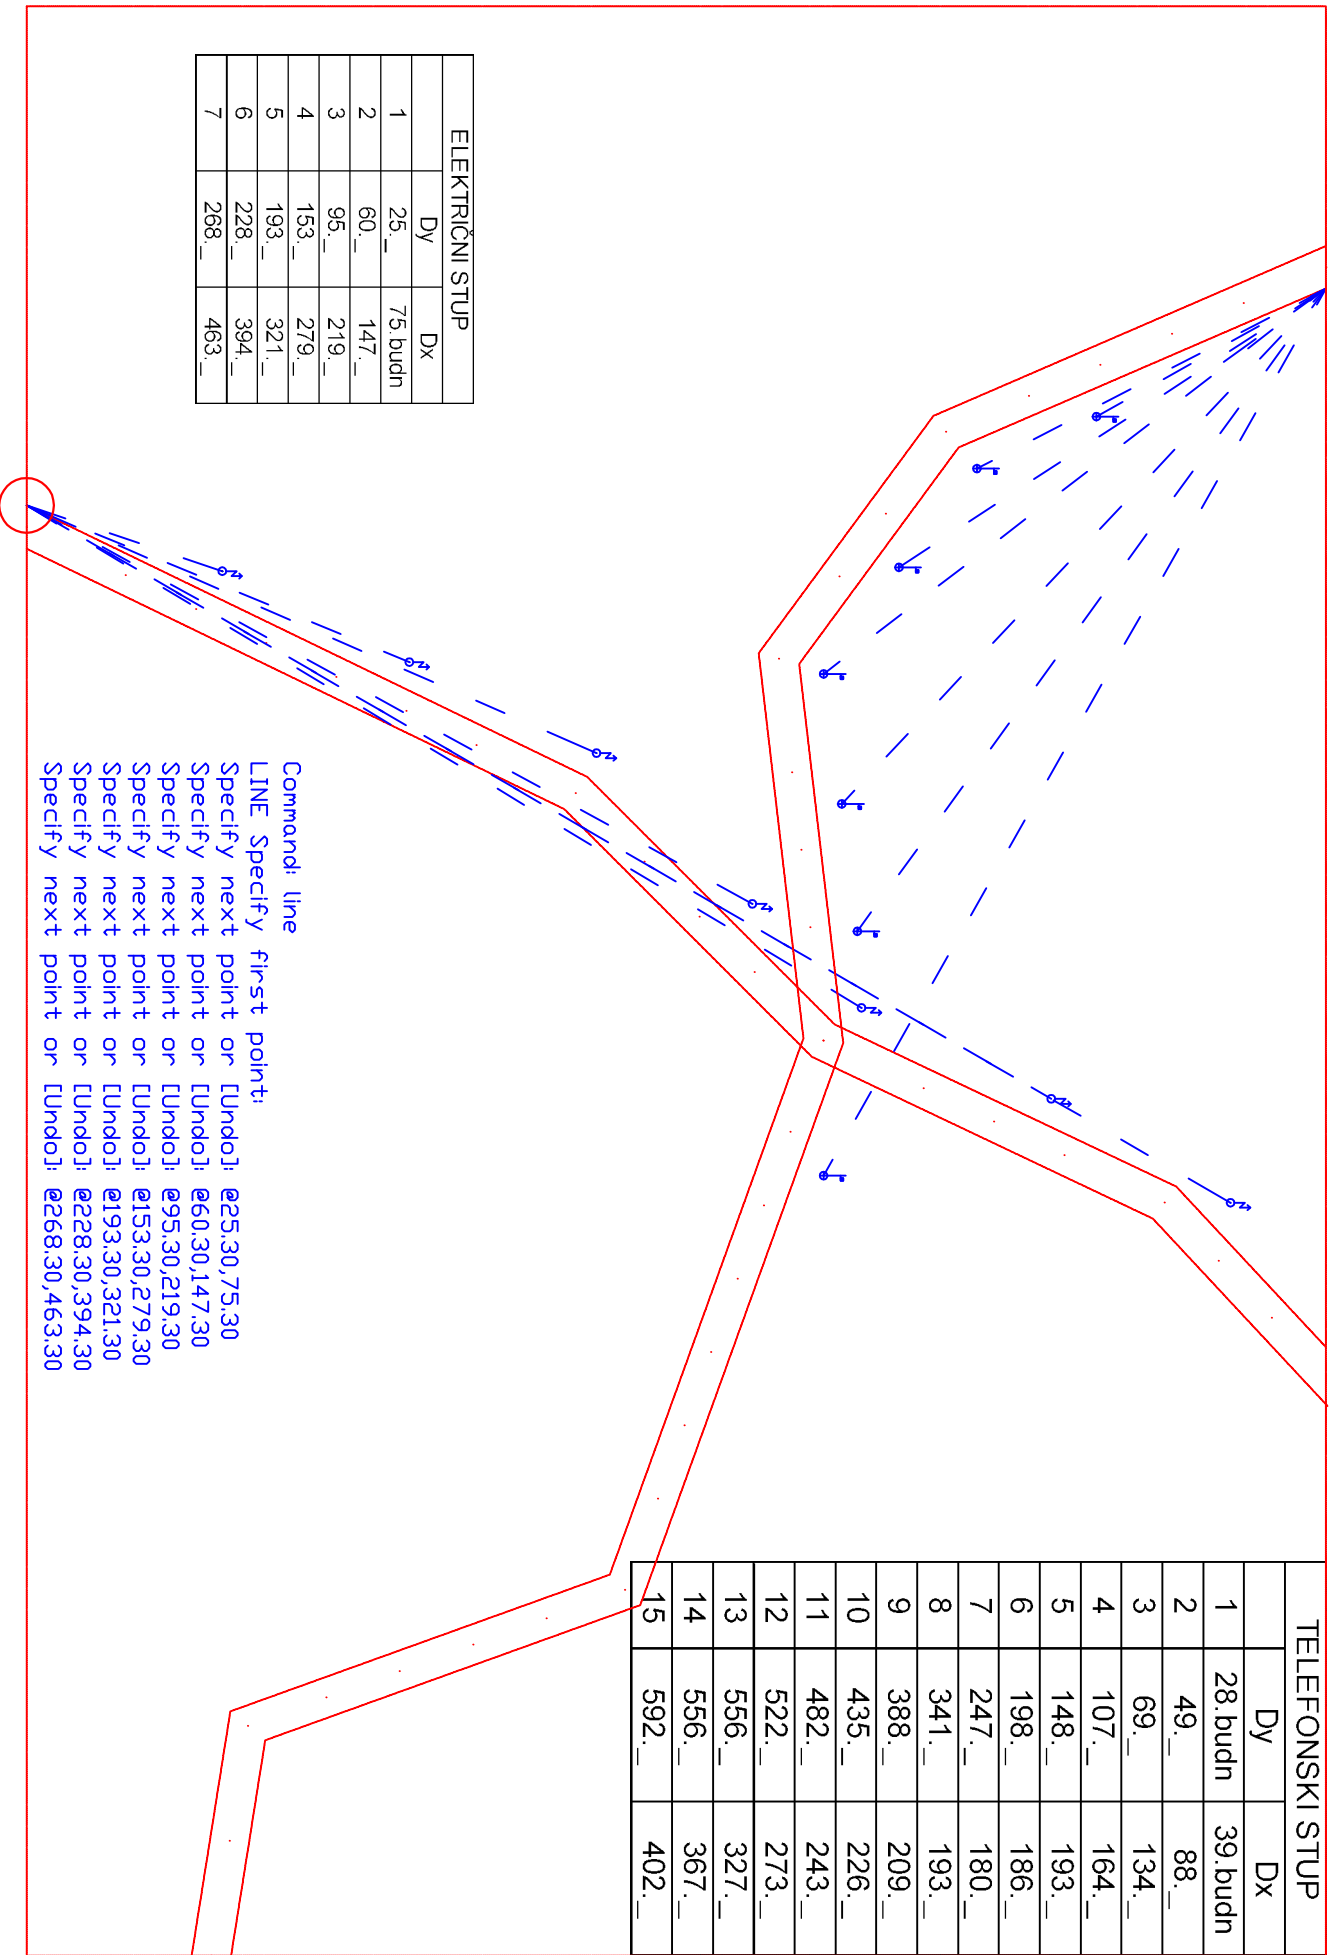 ELEKTRIČNI STUP
Dy Dx
1 25._ 75.budn
2 60._ 147._
3 95._ 219._
4 153._ 279._
5 193._ 321._
6 228._ 394._
7 268._ 463._
Command: line
LINE Specify first point:
Specify next point or [Undo]: @25.30,75.30
Specify next point or [Undo]: @60.30,147.30
Specify next point or [Undo]: @95.30,219.30
Specify next point or [Undo]: @153.30,279.30
Specify next point or [Undo]: @193.30,321.30
Specify next point or [Undo]: @228.30,394.30
Specify next point or [Undo]: @268.30,463.30
TELEFONSKI STUP
Dy Dx
1 28.budn 39.budn
2 49._ 88._
3 69._ 134._
4 107._ 164._
5 148._ 193._
6 198._ 186._
7 247._ 180._
8 341._ 193._
9 388._ 209._
10 435._ 226._
11 482._ 243._
12 522._ 273._
13 556._ 327._
14 556._ 367._
15 592._ 402._